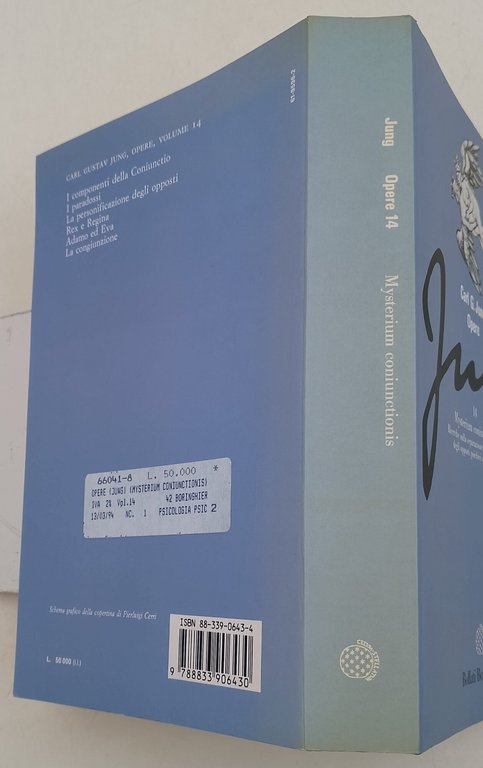 CARL GUSTAV JUNG, OPERE, VOLUME 14
I componenti della Coniunctio
I paradossi
La personificazione degli opposti
Rex e Regina
Adamo ed Eva
La congiunzione
66041-8 L. 50.000 *
OPERE (JUNG) (MYSTERIUM CONIUNCTIONIS)
IVA 2% Vol.14 42 BORINGHIER
13/03/94 NC. 1 PSICOLOGIA PSIC 2
Schema grafico della copertina di Pierluigi Cerri
L. 50 000 (i.i.)
ISBN 88-339-0643-4
9 788833 906430
Jung Opere 14 Mysterium coniunctionis
Carl G.
Opere
14
Mysterium